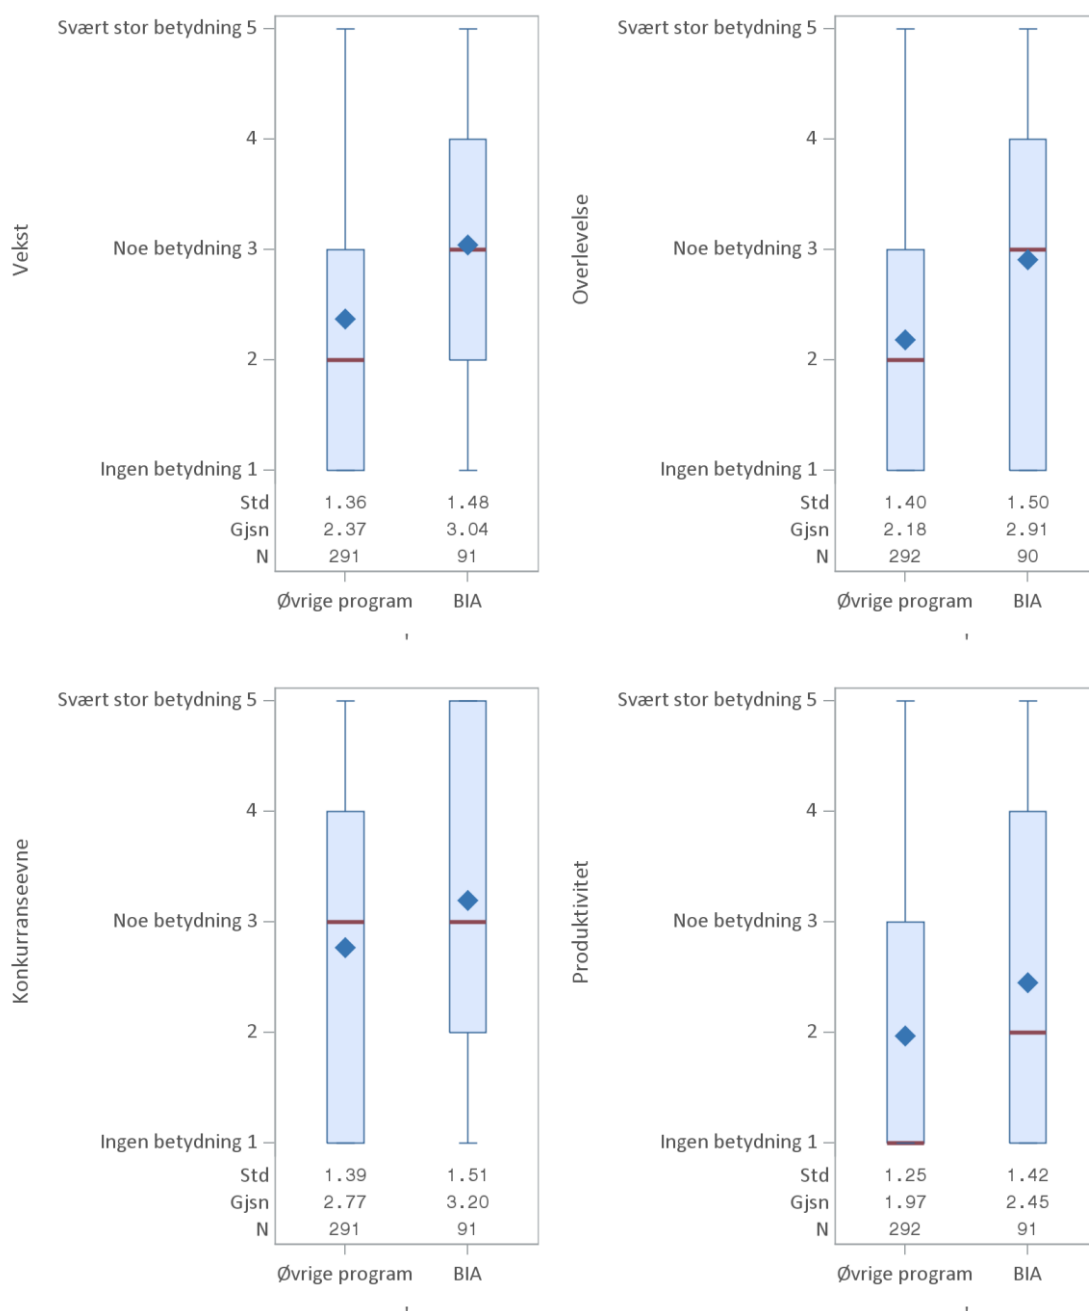 Svært stor betydning 5
4
Vekst
Noe betydning 3
2
Ingen betydning 1
Std 1.36 1.48
Gjsn 2.37 3.04
N 291 91
Øvrige program BIA
Svært stor betydning 5
4
Overlevelse
Noe betydning 3
2
Ingen betydning 1
Std 1.40 1.50
Gjsn 2.18 2.91
N 292 90
Øvrige program BIA
Svært stor betydning 5
4
Konkurranseevne
Noe betydning 3
2
Ingen betydning 1
Std 1.39 1.51
Gjsn 2.77 3.20
N 291 91
Øvrige program BIA
Svært stor betydning 5
4
Produktivitet
Noe betydning 3
2
Ingen betydning 1
Std 1.25 1.42
Gjsn 1.97 2.45
N 292 91
Øvrige program BIA